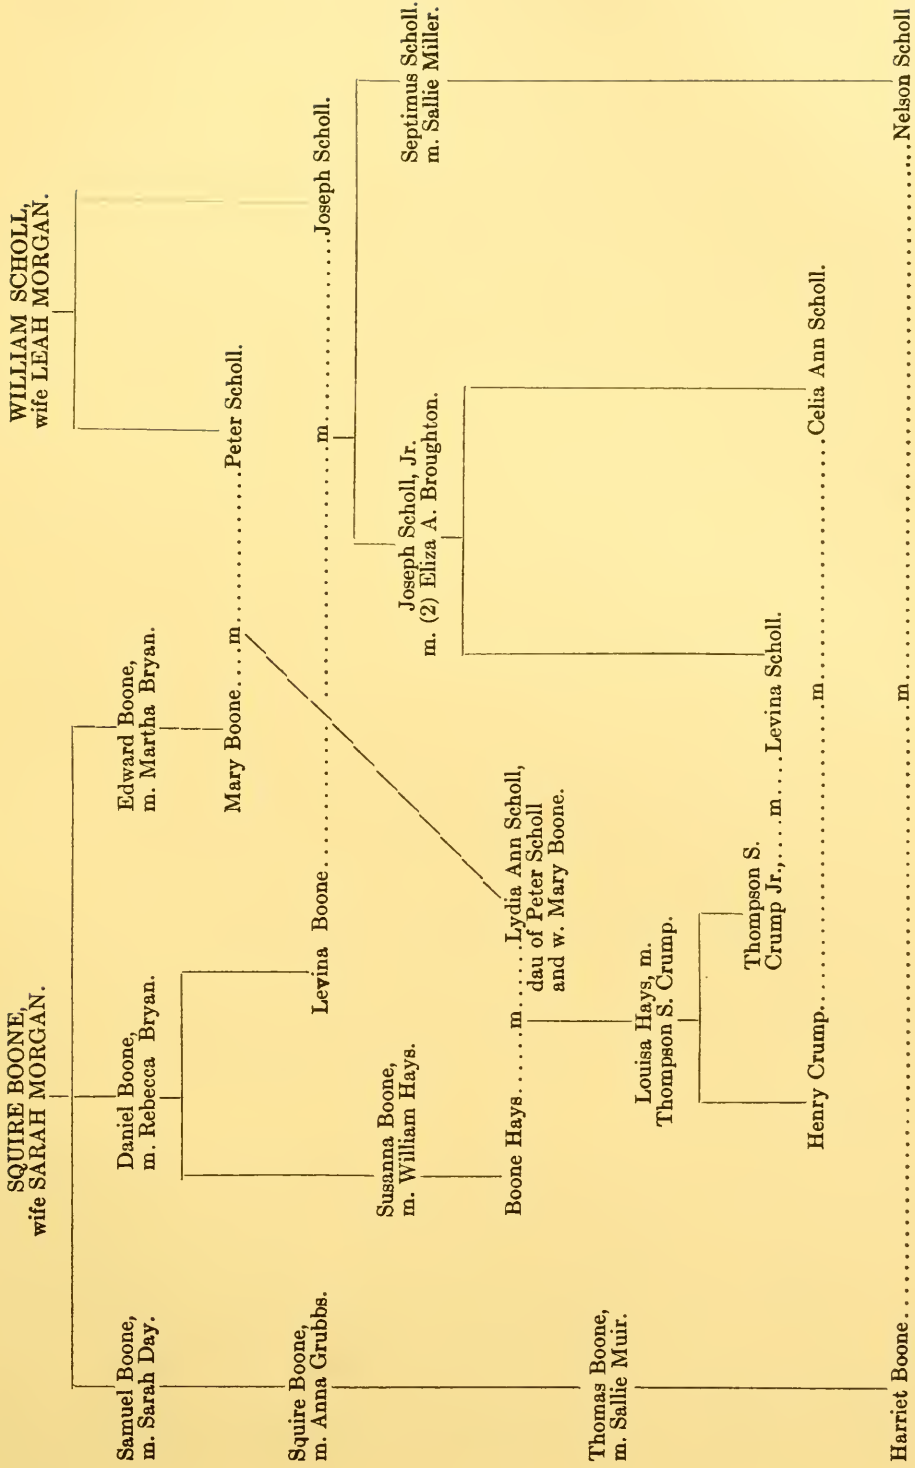 SQUIRE BOONE,
wife SARAH MORGAN.
WILLIAM SCHOLL,
wife LEAH MORGAN.
Samuel Boone,
m. Sarah Day.
Daniel Boone,
m. Rebecca Bryan.
Edward Boone,
m. Martha Bryan.
Mary Boone....m...............Peter Scholl.
Squire Boone,
m. Anna Grubbs.
Levina Boone..............................m..............Joseph Scholl.
Susanna Boone,
m. William Hays.
Joseph Scholl, Jr.
m. (2) Eliza A. Broughton.
Septimus Scholl.
m. Sallie Miller.
Boone Hays......m......Lydia Ann Scholl,
dau of Peter Scholl
and w. Mary Boone.
Thomas Boone,
m. Sallie Muir.
Louisa Hays, m.
Thompson S. Crump.
Thompson S.
Crump Jr.,....m....Levina Scholl.
Henry Crump..............................m....................Celia Ann Scholl.
Harriet Boone............................................................m..................................................Nelson Scholl